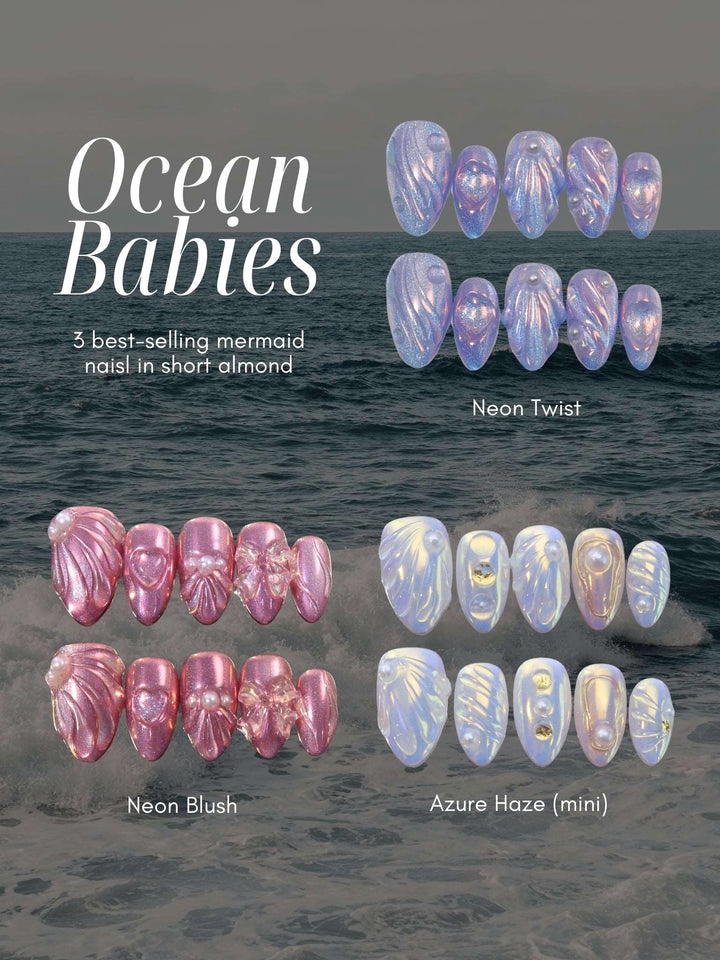 Ocean
Babies
3 best-selling mermaid
naisl in short almond
Neon Twist
Neon Blush
Azure Haze (mini)